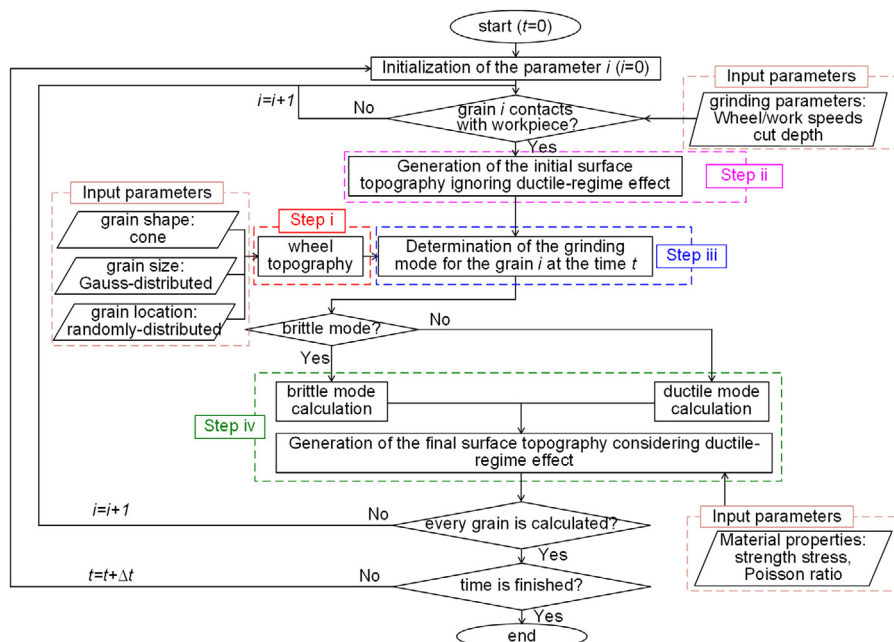 start (t=0)
Initialization of the parameter i (i=0)
i=i+1
No
grain i contacts
with workpiece?
Yes
Input parameters
grinding parameters:
Wheel/work speeds
cut depth
Generation of the initial surface
topography ignoring ductile-regime effect
Step ii
Input parameters
grain shape:
cone
grain size:
Gauss-distributed
grain location:
randomly-distributed
Step i
wheel
topography
Determination of the grinding
mode for the grain i at the time t
Step iii
brittle mode?
No
Yes
brittle mode
calculation
ductile mode
calculation
Step iv
Generation of the final surface topography considering ductile-
regime effect
i=i+1
No
every grain is calculated?
Yes
Input parameters
Material properties:
strength stress,
Poisson ratio
t=t+Δt
No
time is finished?
Yes
end